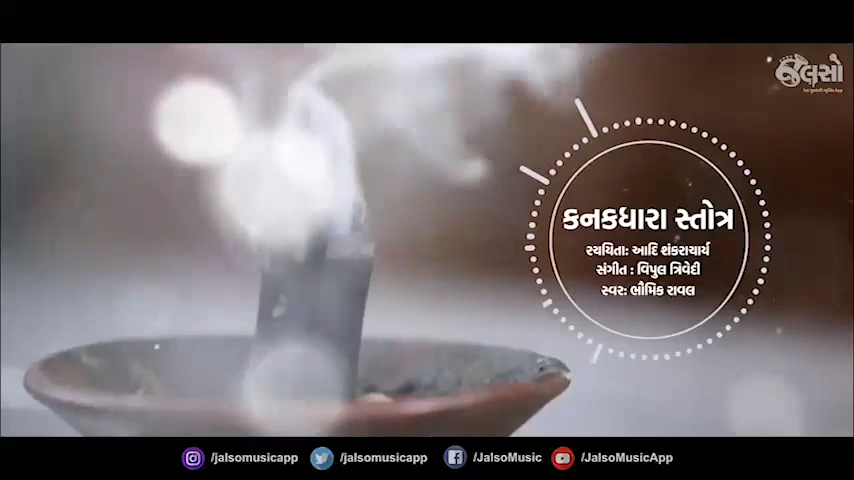 જલસો
કનકધારા સ્તોત્ર
રચયિતા: આદિ શંકરાચાર્ય
સંગીત : વિપુલ ત્રિવેદી
સ્વર: ભૌમિક રાવલ
/jalsomusicapp /jalsomusicapp /JalsoMusic /JalsoMusicApp